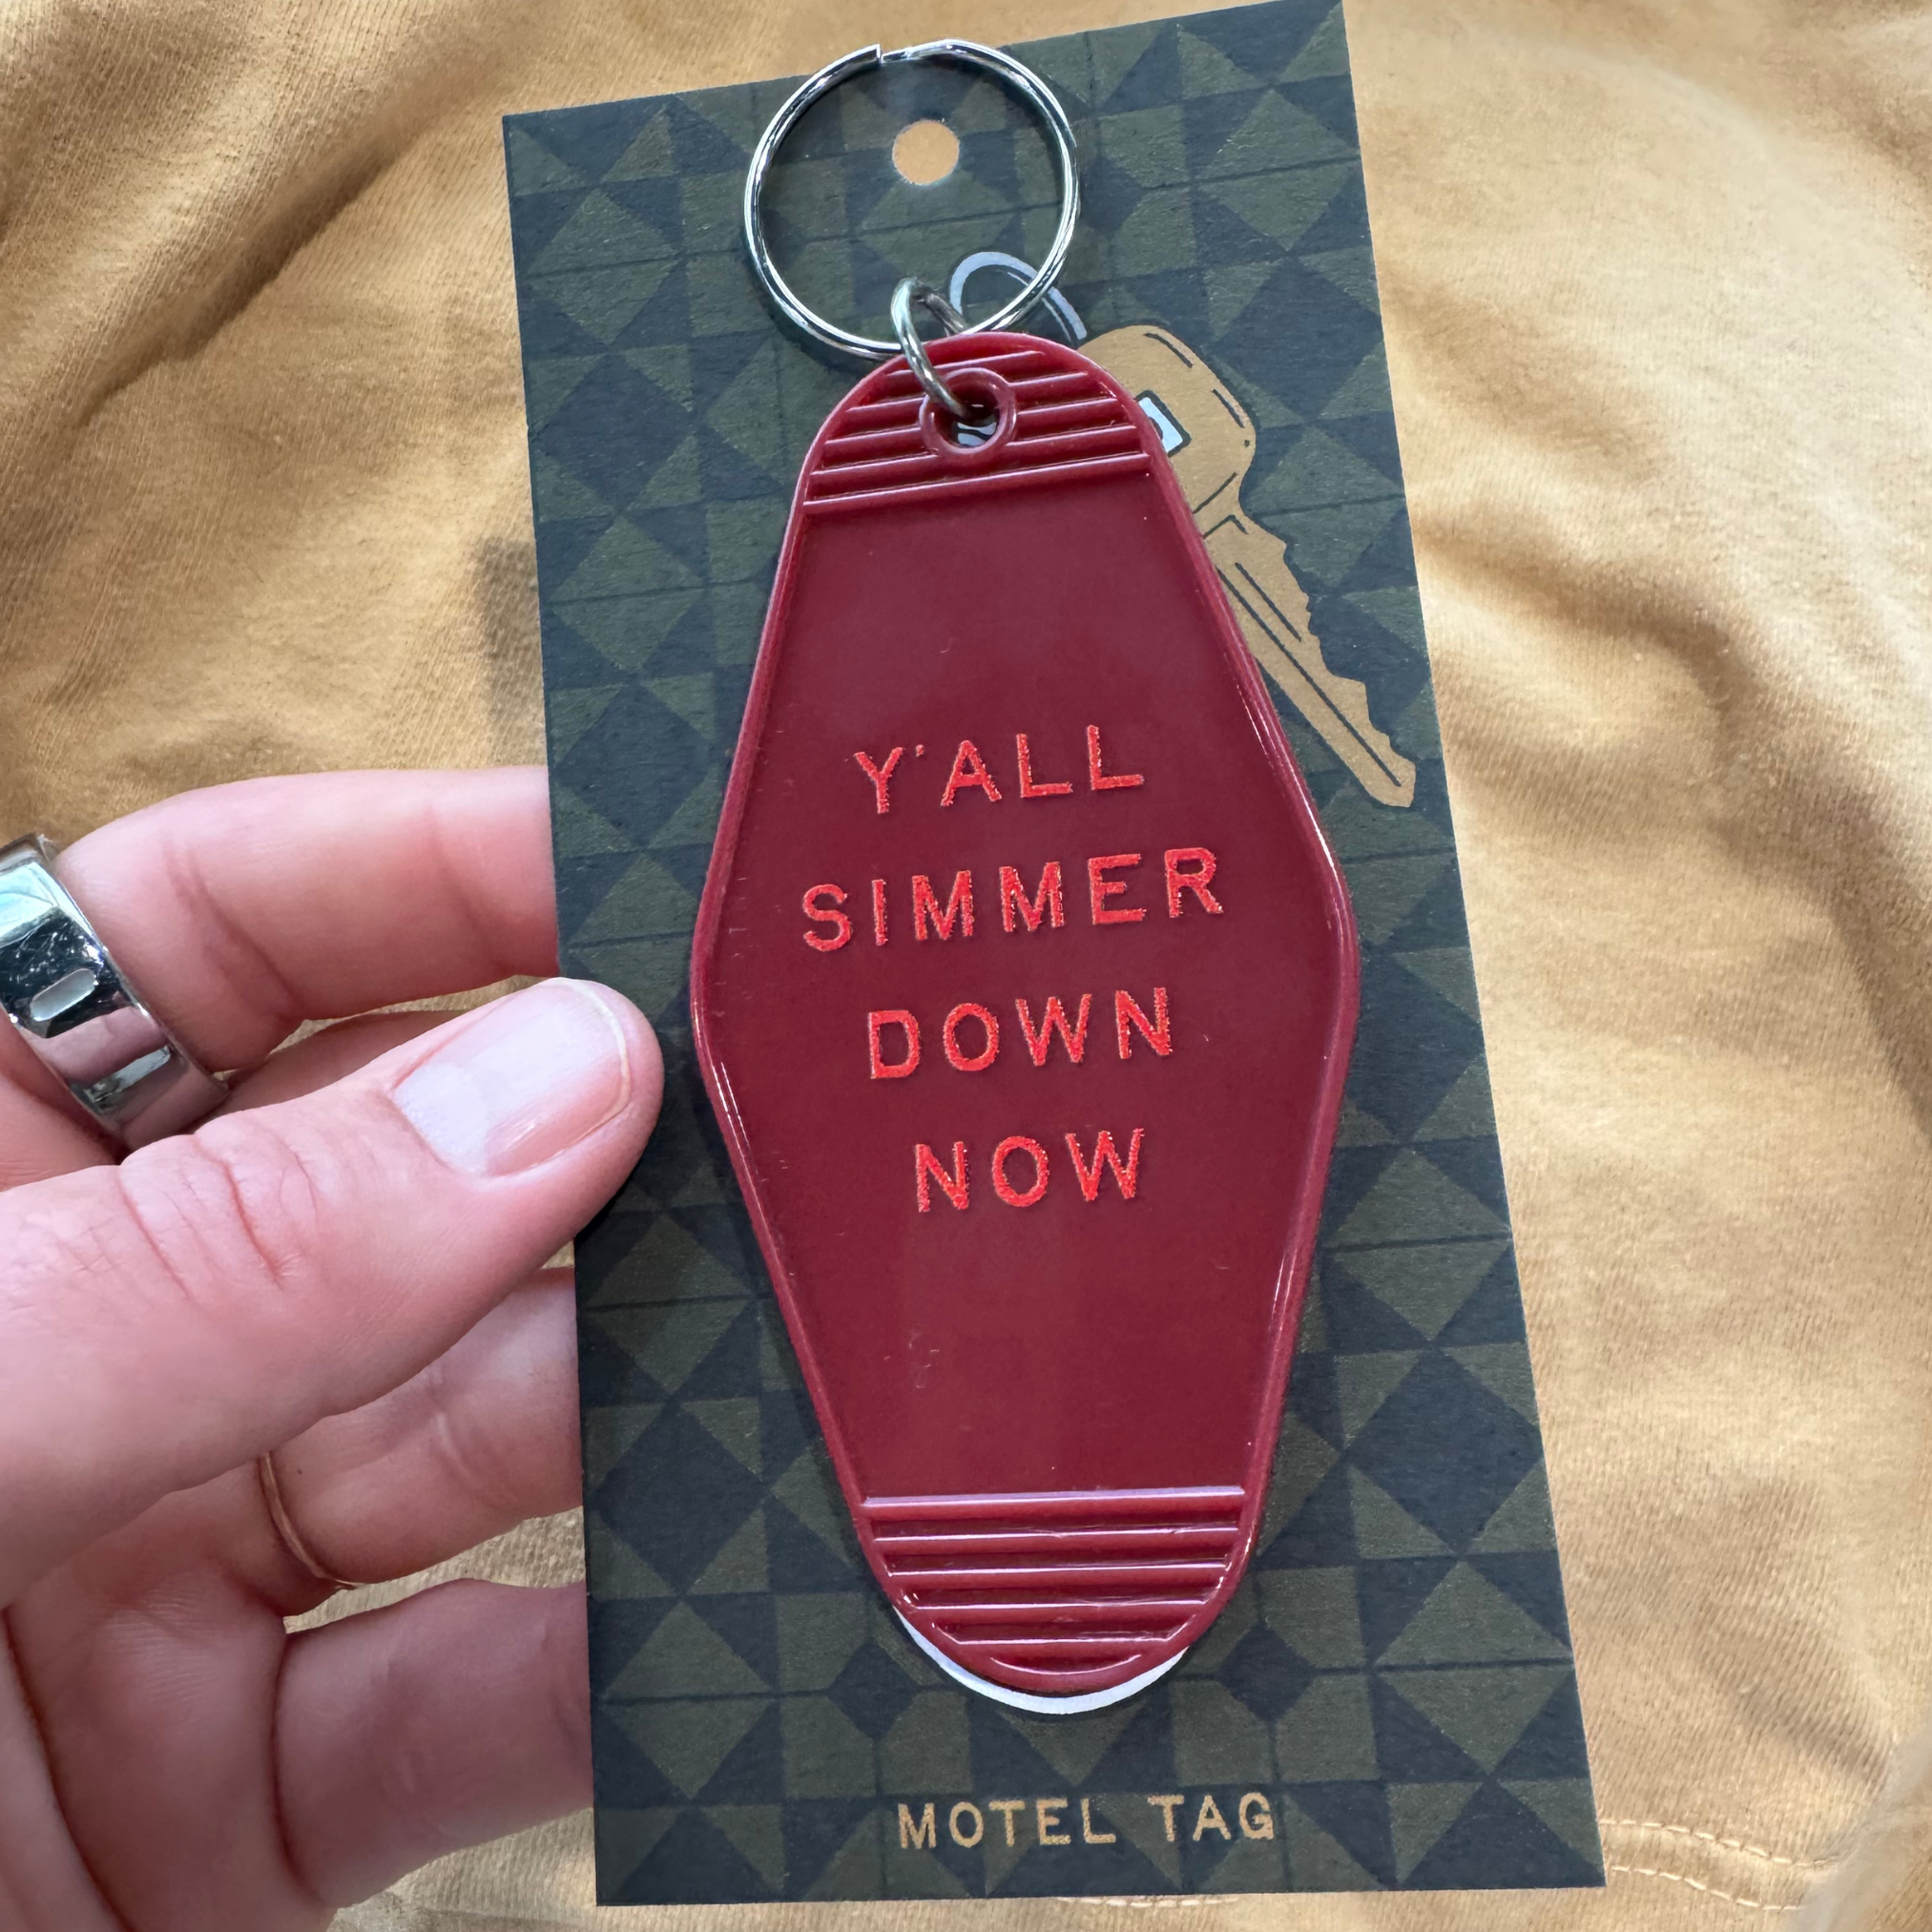 Y'ALL
SIMMER
DOWN
NOW
MOTEL TAG